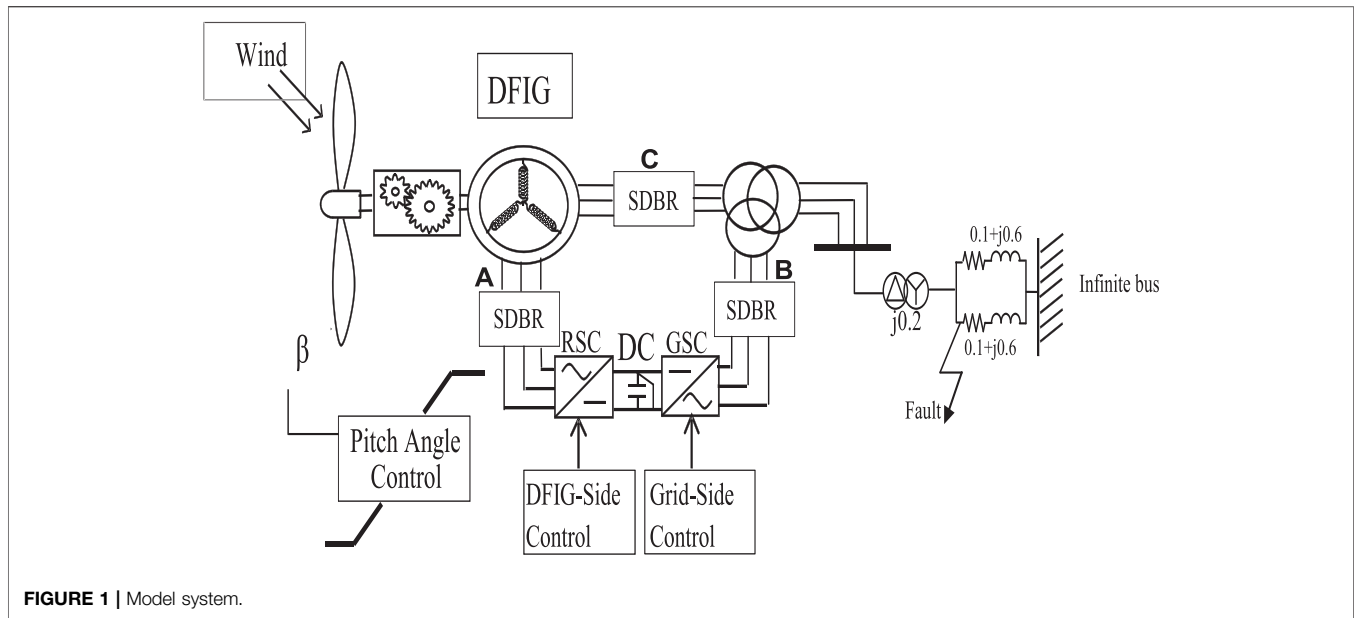 Wind
DFIG
C
SDBR
A
B
SDBR
SDBR
0.1+j0.6
Infinite bus
j0.2
0.1+j0.6
RSC
DC
GSC
Fault
β
Pitch Angle
Control
DFIG-Side
Control
Grid-Side
Control
FIGURE 1 | Model system.